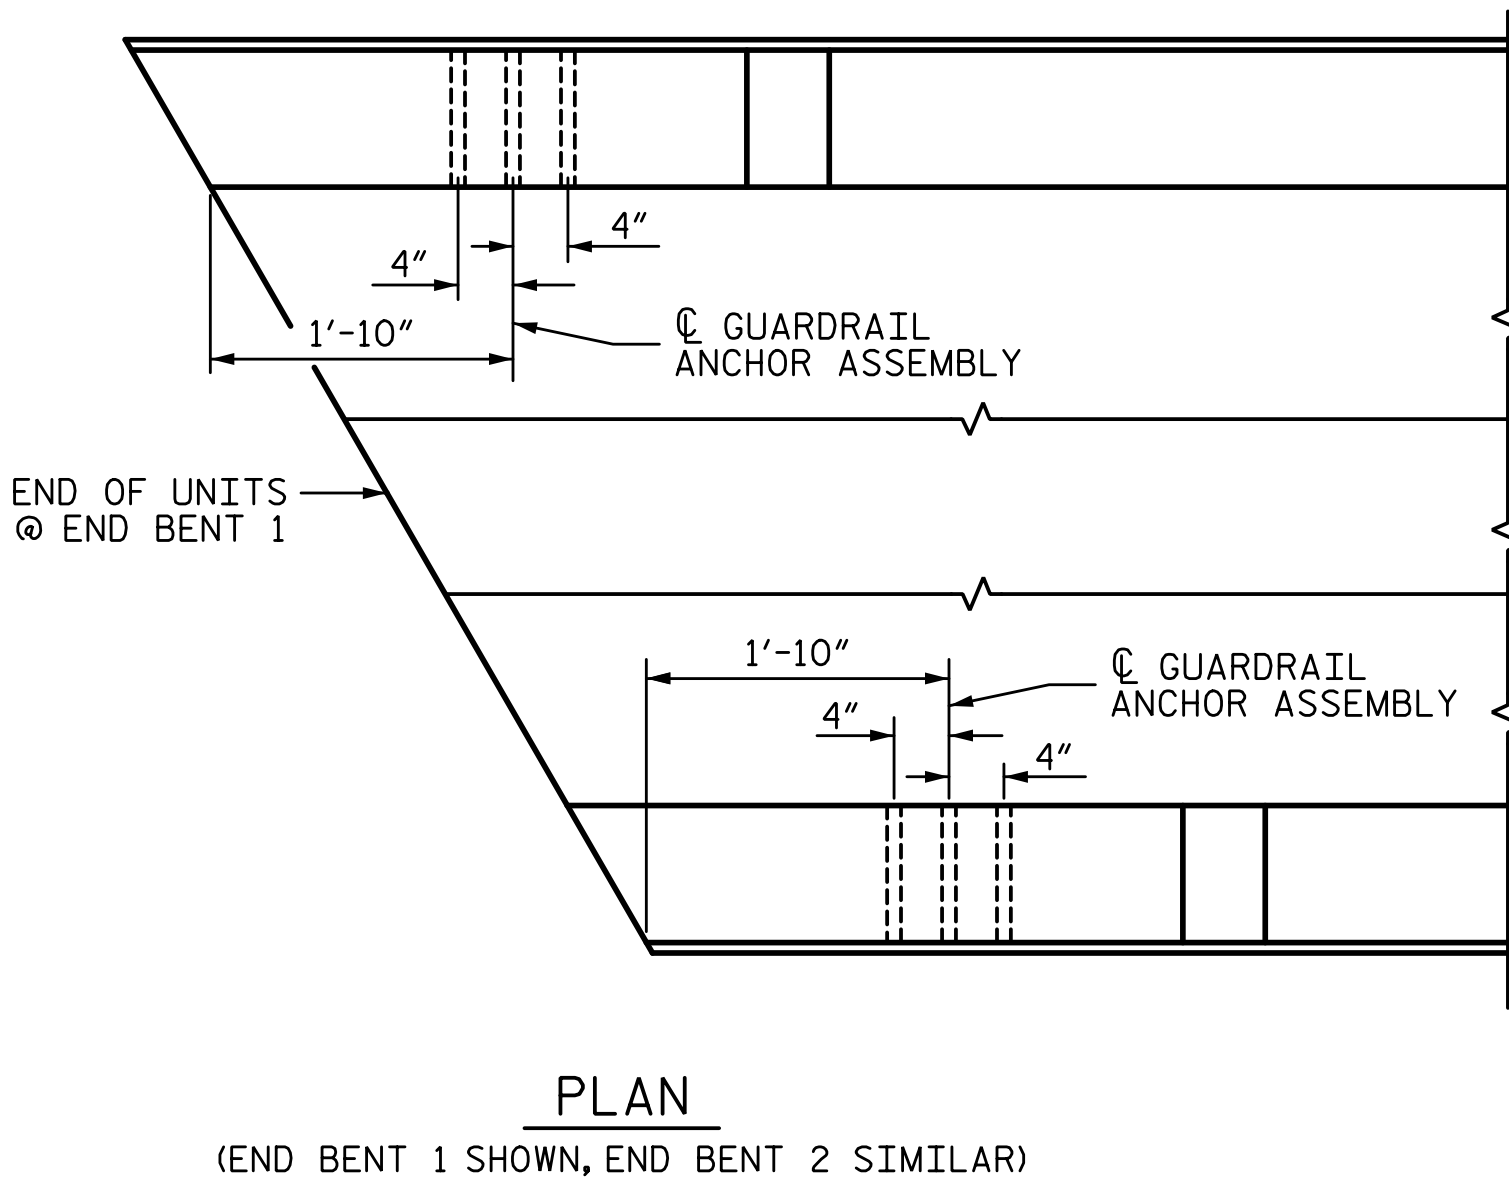 4"
4"
1'-10"
℄ GUARDRAIL
ANCHOR ASSEMBLY
END OF UNITS
@ END BENT 1
1'-10"
℄ GUARDRAIL
ANCHOR ASSEMBLY
4"
4"
PLAN
(END BENT 1 SHOWN, END BENT 2 SIMILAR)